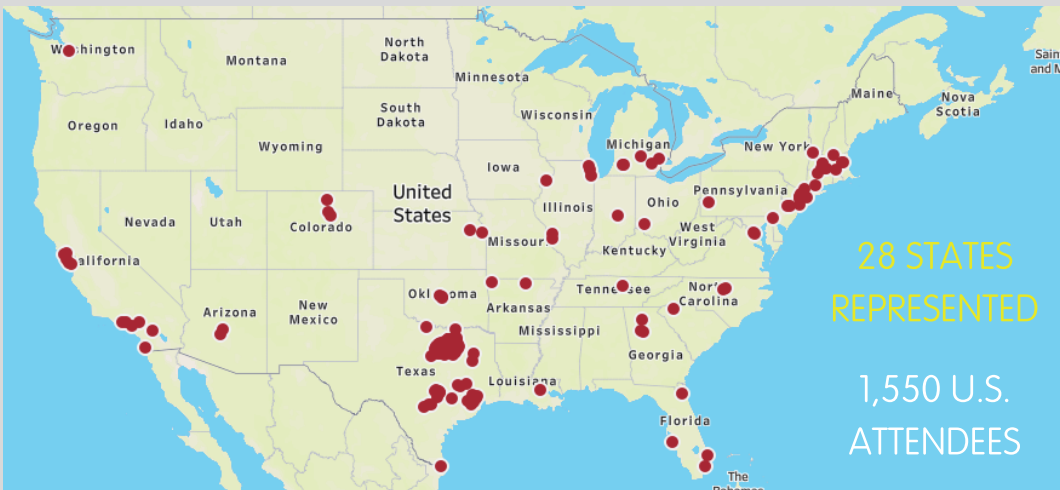 Washington
Montana
North
Dakota
Minnesota
South
Dakota
Wisconsin
Oregon
Idaho
Wyoming
Michigan
Maine
Nova
Scotia
New York
Iowa
United
States
Nevada
Utah
Colorado
Illinois
Ohio
Pennsylvania
Missouri
West
Virginia
Kentucky
California
Arizona
New
Mexico
Oklahoma
Arkansas
Tennessee
North
Carolina
Mississippi
Georgia
Texas
Louisiana
Florida
The
Bahamas
28 STATES
REPRESENTED
1,550 U.S.
ATTENDEES